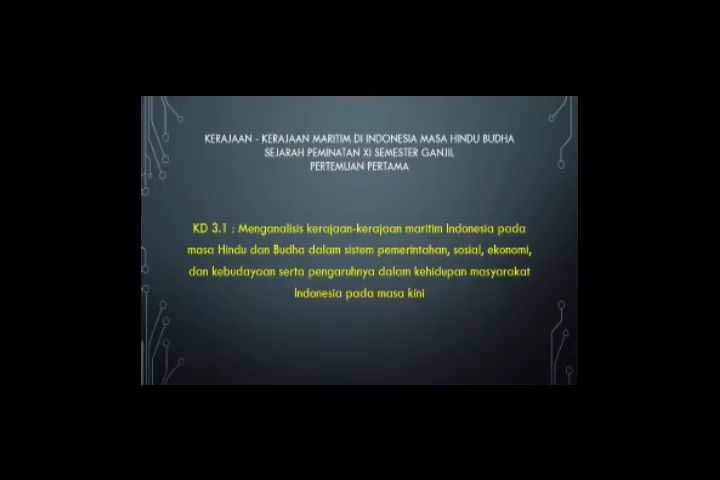 KERAJAAN - KERAJAAN MARITIM DI INDONESIA MASA HINDU BUDHA
SEJARAH PEMINATAN XI SEMESTER GANJIL
PERTEMUAN PERTAMA
KD 3.1 : Menganalisis kerajaan-kerajaan maritim Indonesia pada
masa Hindu dan Budha dalam sistem pemerintahan, sosial, ekonomi,
dan kebudayaan serta pengaruhnya dalam kehidupan masyarakat
Indonesia pada masa kini